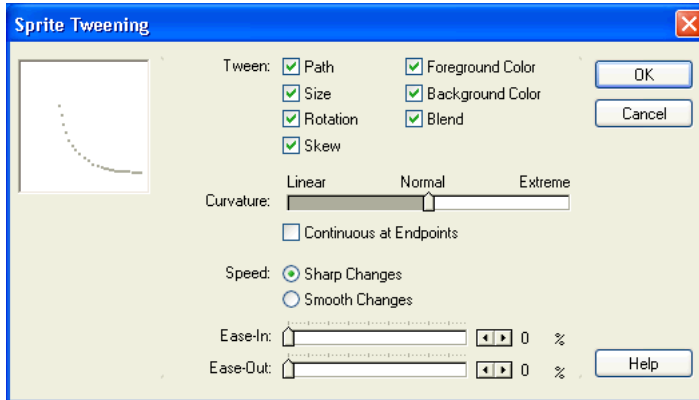 Sprite Tweening
Tween: Path Foreground Color
Size Background Color
Rotation Blend
Skew
OK
Cancel
Linear Normal Extreme
Curvature:
Continuous at Endpoints
Speed: Sharp Changes
Smooth Changes
Ease-In: 0 %
Ease-Out: 0 %
Help